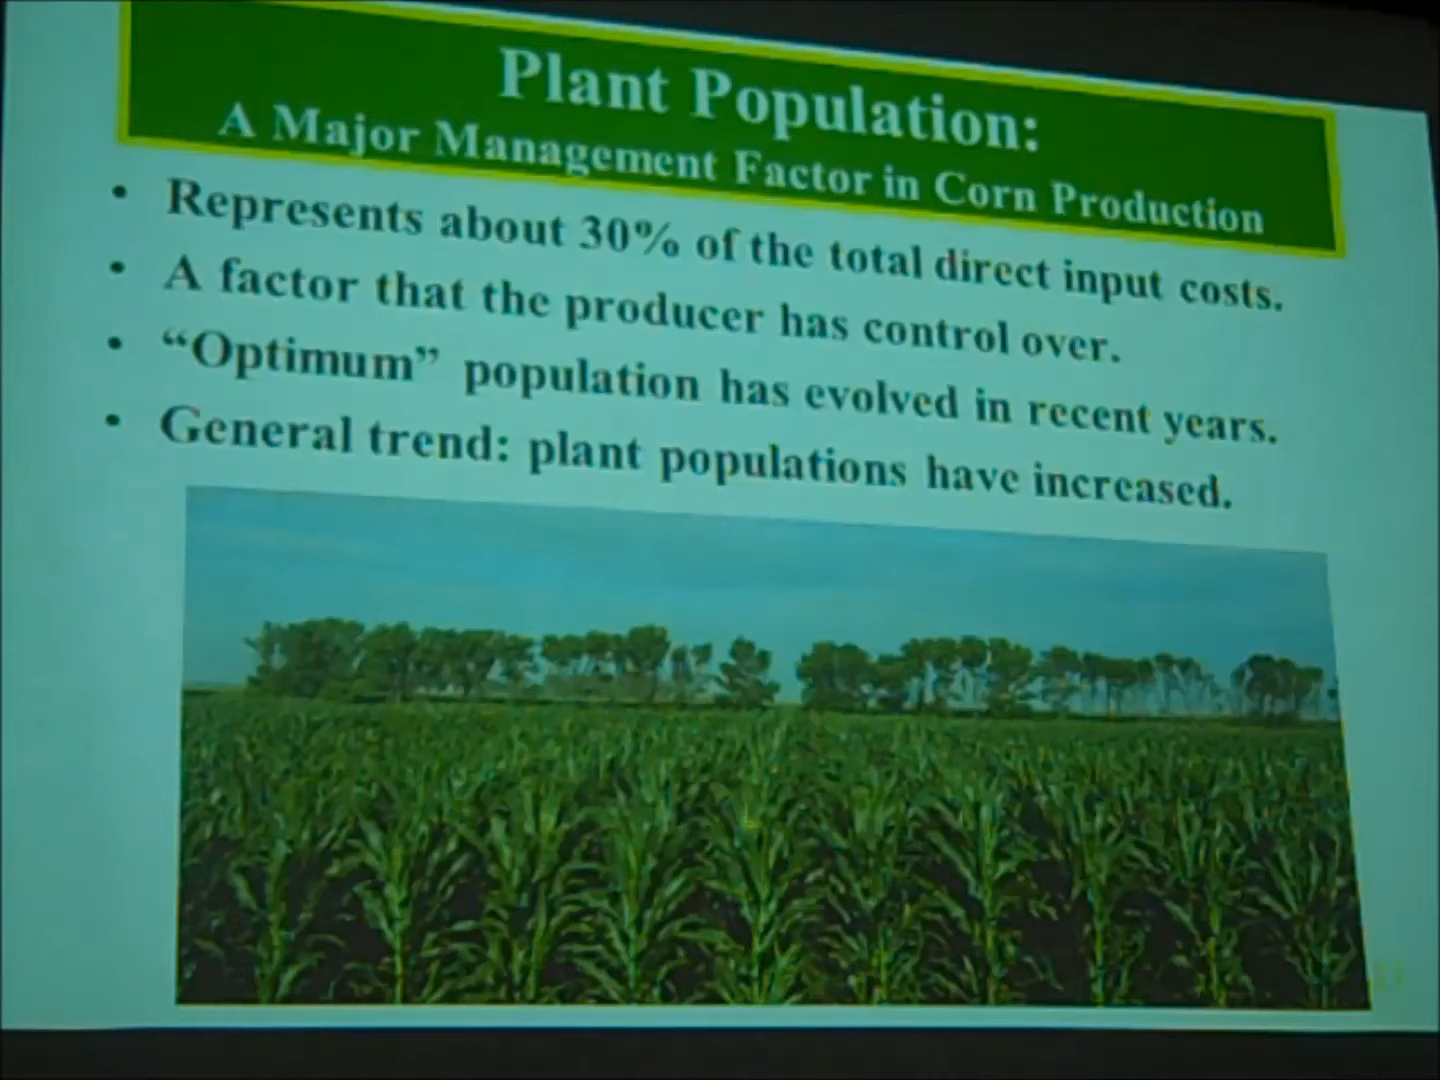 Plant Population:
A Major Management Factor in Corn Production
• Represents about 30% of the total direct input costs.
• A factor that the producer has control over.
• “Optimum” population has evolved in recent years.
• General trend: plant populations have increased.